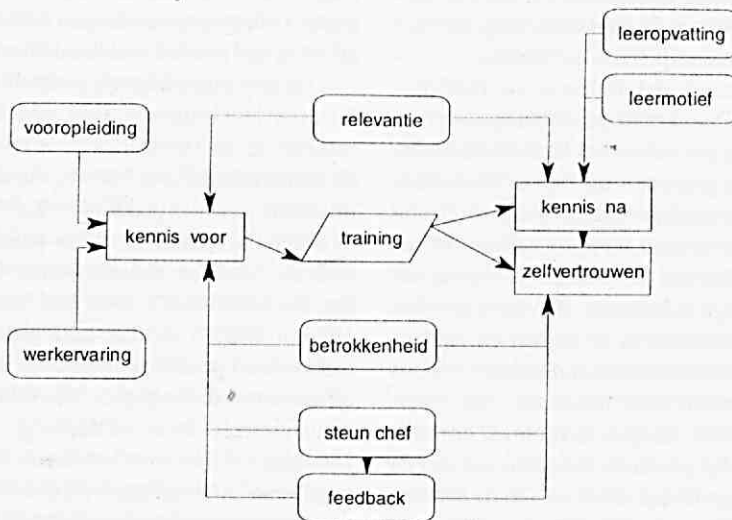 leeropvatting
leermotief
vooropleiding
relevantie
kennis voor
training
kennis na
zelfvertrouwen
werkervaring
betrokkenheid
steun chef
feedback